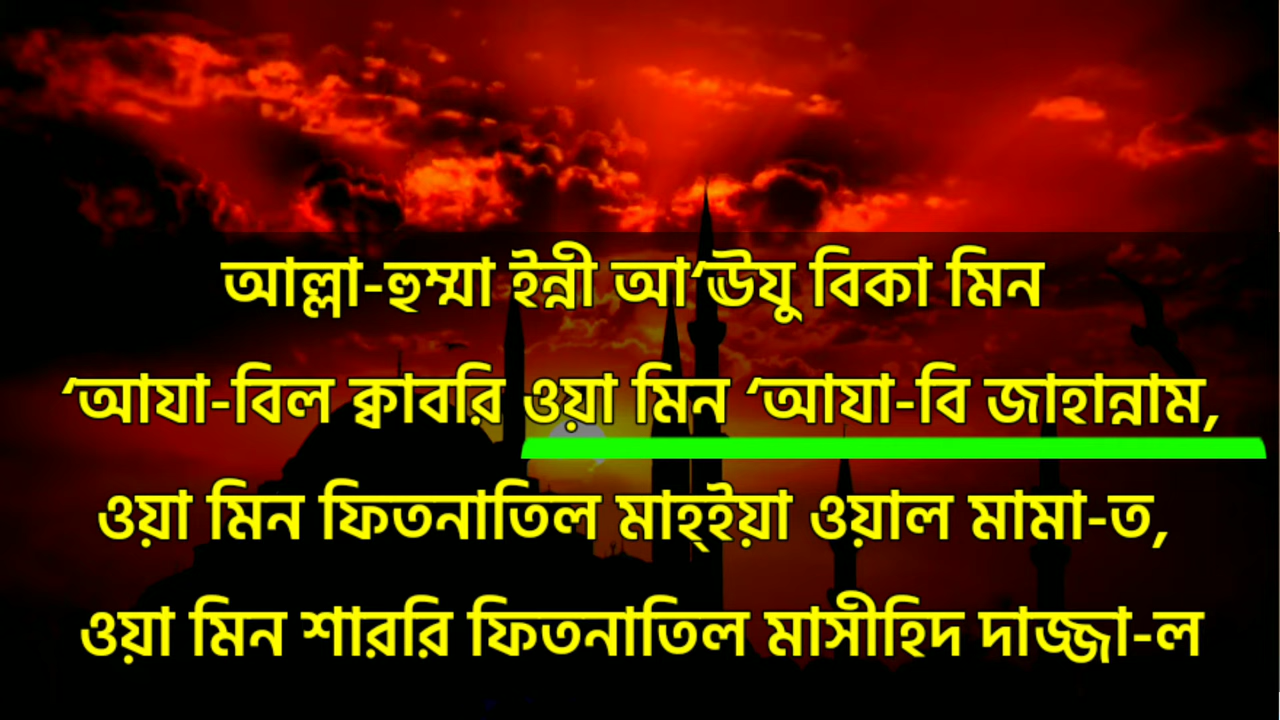 আল্লা-হুম্মা ইন্নী আ‘ঊযু বিকা মিন
‘আযা-বিল ক্বাবরি ওয়া মিন ‘আযা-বি জাহান্নাম,
ওয়া মিন ফিতনাতিল মাহ্ইয়া ওয়াল মামা-ত,
ওয়া মিন শাররি ফিতনাতিল মাসীহিদ দাজ্জা-ল